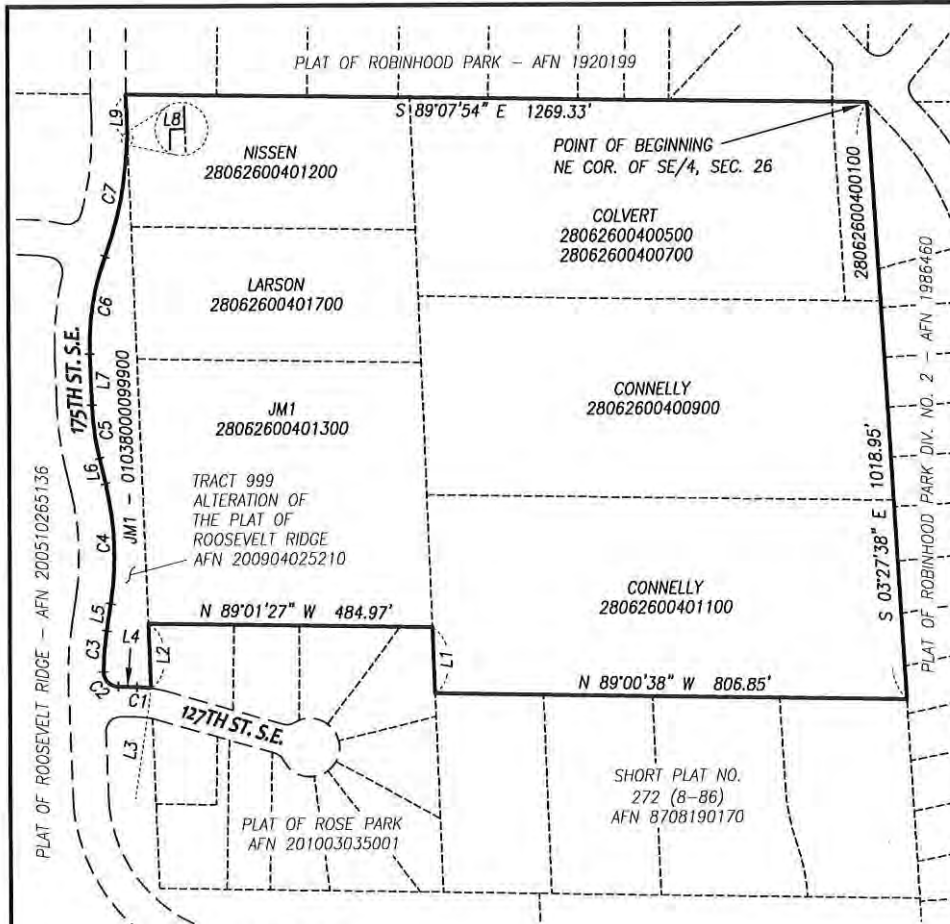 PLAT OF ROBINHOOD PARK - AFN 1920199
S 89°07'54" E 1269.33'
L9
L8
NISSEN
28062600401200
POINT OF BEGINNING
NE COR. OF SE/4, SEC. 26
COLVERT
28062600400500
28062600400700
28062600400100
C7
LARSON
28062600401700
C6
175TH ST. S.E.
L7
JM1 - 01038000099900
JM1
28062600401300
CONNELLY
28062600400900
C5
L6
TRACT 999
ALTERATION OF
THE PLAT OF
ROOSEVELT RIDGE
AFN 200904025210
C4
PLAT OF ROOSEVELT RIDGE - AFN 200510265136
S 03°27'38" E 1018.95'
PLAT OF ROBINHOOD PARK DIV. NO. 2 - AFN 1986460
CONNELLY
28062600401100
L5
N 89°01'27" W 484.97'
L4
C3
L2
L1
N 89°00'38" W 806.85'
C2
C1
127TH ST. S.E.
L3
SHORT PLAT NO.
272 (8-86)
AFN 8708190170
PLAT OF ROSE PARK
AFN 201003035001